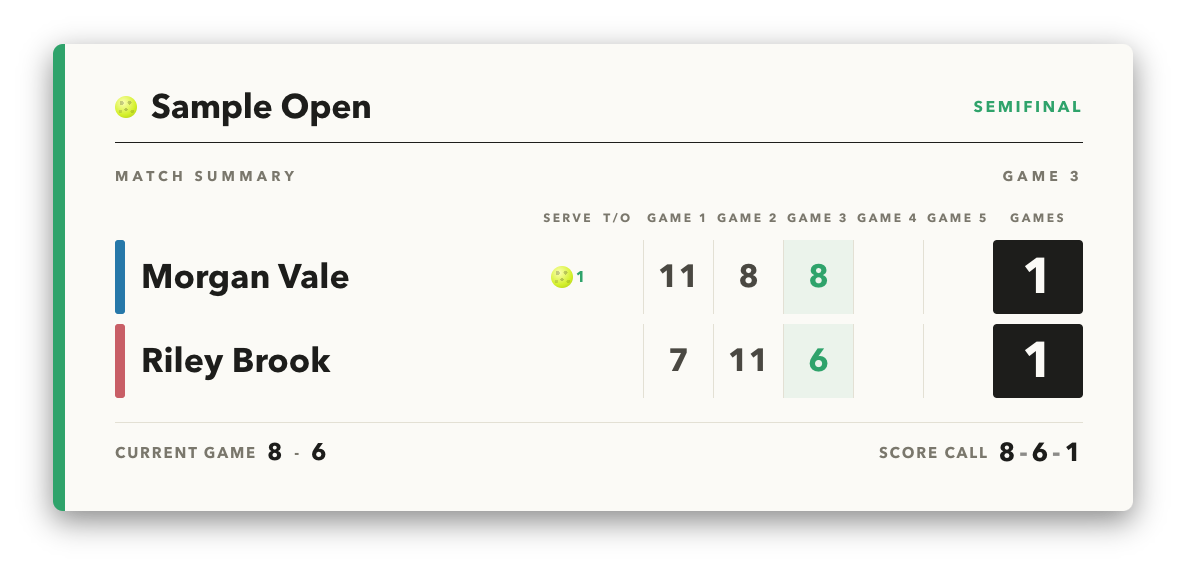 Sample Open SEMIFINAL
MATCH SUMMARY GAME 3
SERVE T/O GAME 1 GAME 2 GAME 3 GAME 4 GAME 5 GAMES
Morgan Vale 1 11 8 8 1
Riley Brook 7 11 6 1
CURRENT GAME 8 - 6 SCORE CALL 8-6-1